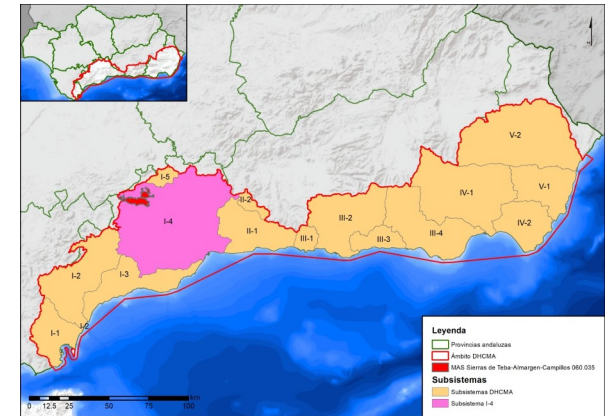 I-5
V-2
I-4
II-2
IV-1
V-1
III-2
II-1
III-1
III-3
III-4
IV-2
I-2
I-3
I-2
I-1
km
0 12.5 25 50 75 100
Leyenda
Provincias andaluzas
Ámbito DHCMA
MAS Sierras de Teba-Almargen-Campillos 060.035
Subsistemas
Subsistemas DHCMA
Subsistema I-4